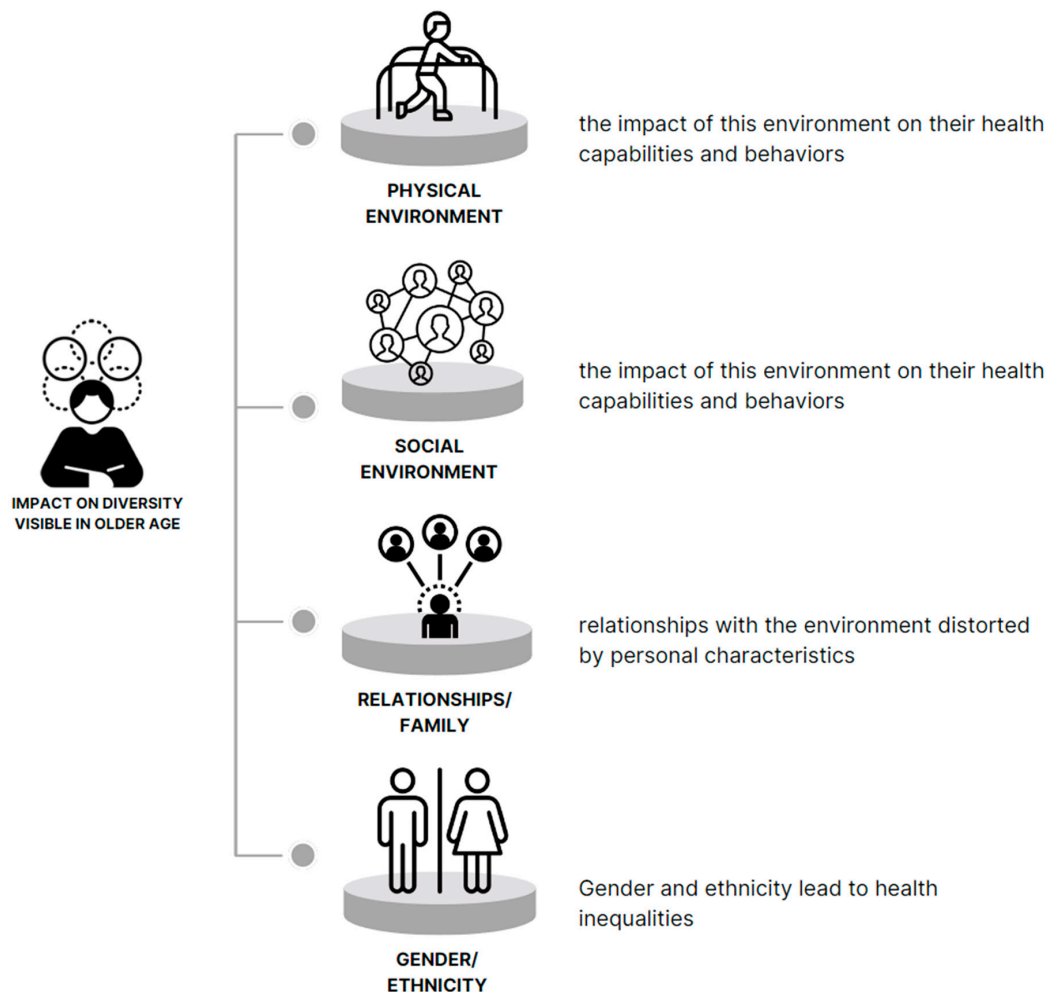 the impact of this environment on their health
capabilities and behaviors
PHYSICAL
ENVIRONMENT
the impact of this environment on their health
capabilities and behaviors
SOCIAL
ENVIRONMENT
IMPACT ON DIVERSITY
VISIBLE IN OLDER AGE
relationships with the environment distorted
by personal characteristics
RELATIONSHIPS/
FAMILY
Gender and ethnicity lead to health
inequalities
GENDER/
ETHNICITY